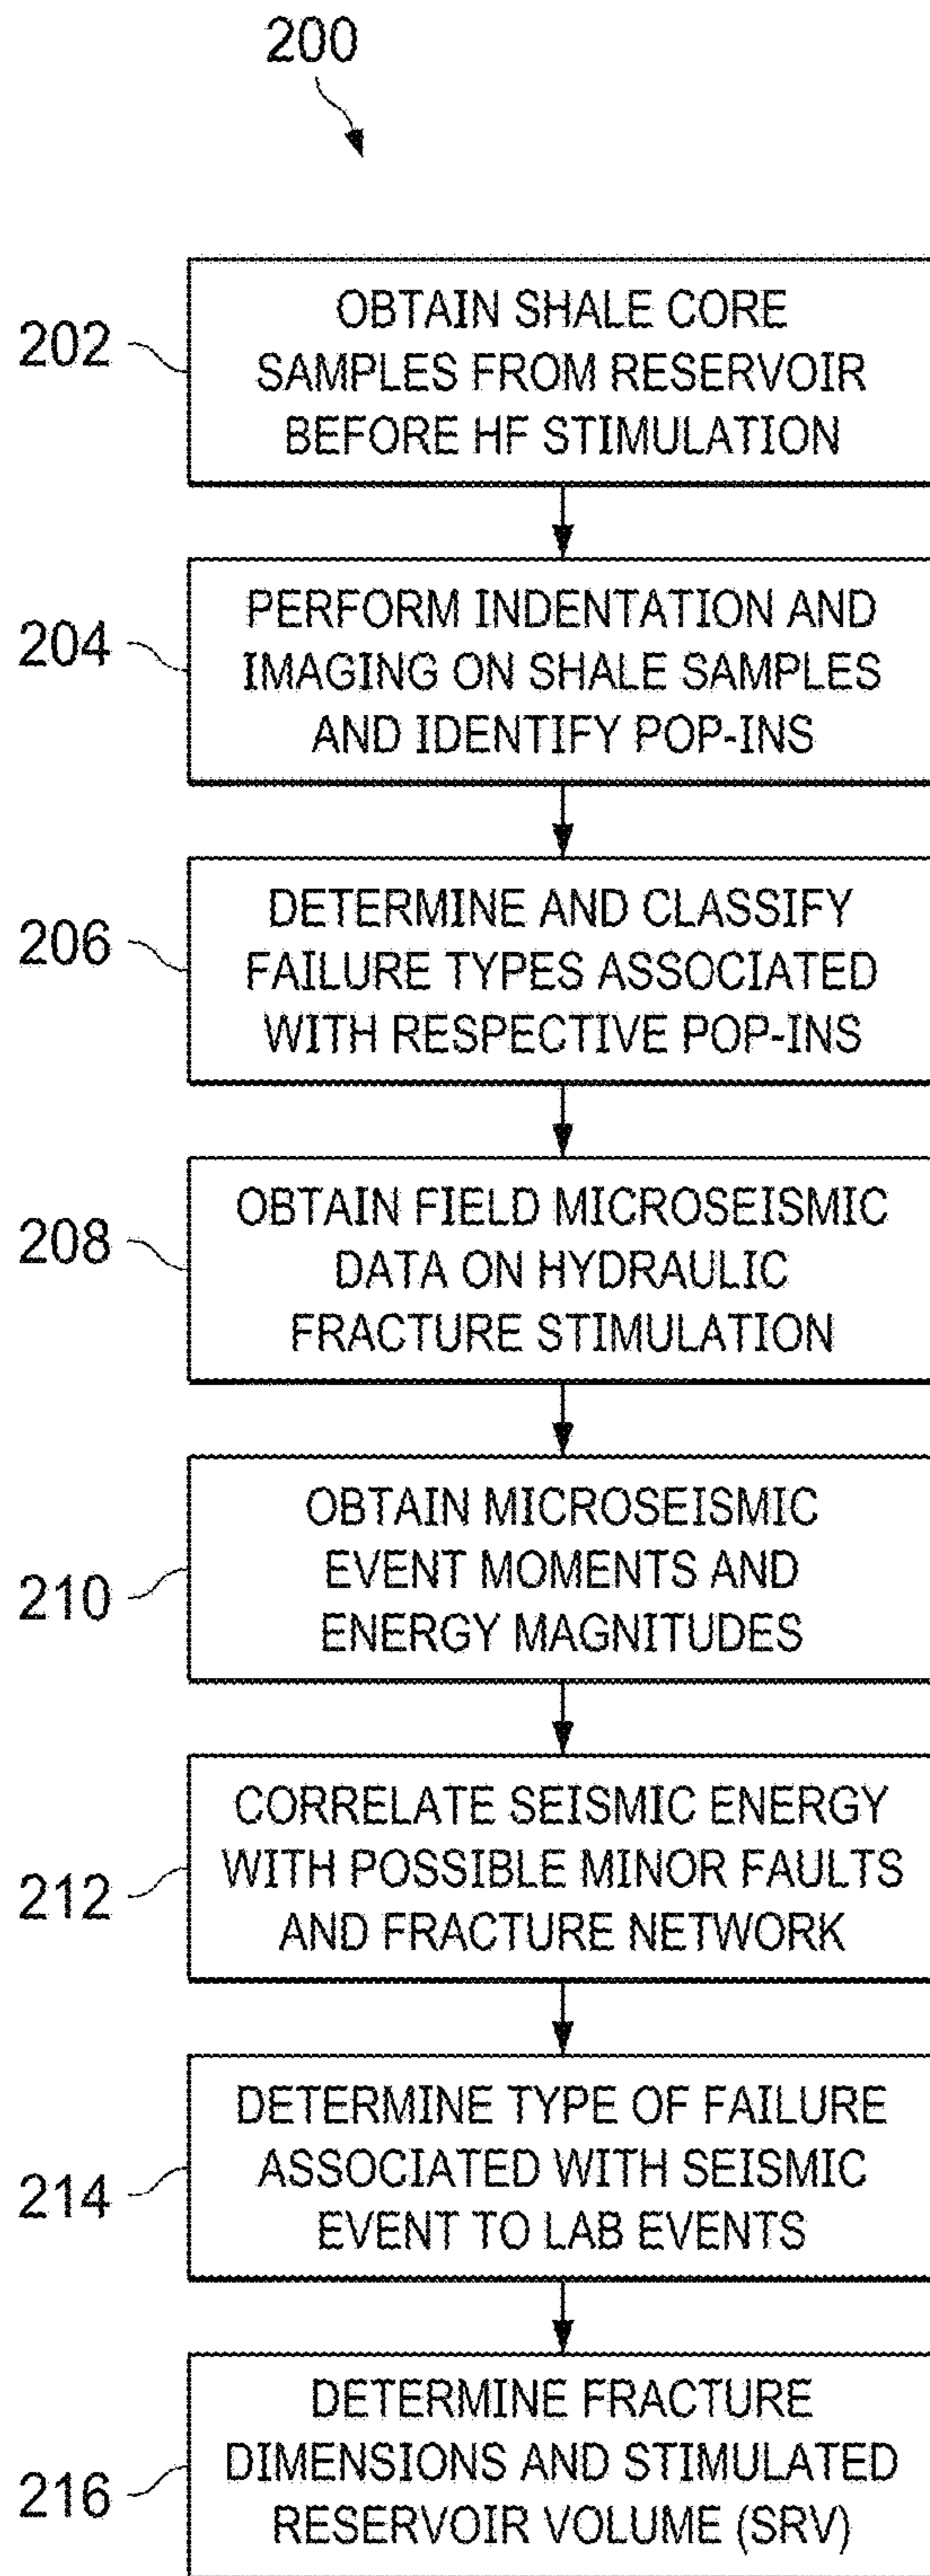 200
202
OBTAIN SHALE CORE
SAMPLES FROM RESERVOIR
BEFORE HF STIMULATION
204
PERFORM INDENTATION AND
IMAGING ON SHALE SAMPLES
AND IDENTIFY POP-INS
206
DETERMINE AND CLASSIFY
FAILURE TYPES ASSOCIATED
WITH RESPECTIVE POP-INS
208
OBTAIN FIELD MICROSEISMIC
DATA ON HYDRAULIC
FRACTURE STIMULATION
210
OBTAIN MICROSEISMIC
EVENT MOMENTS AND
ENERGY MAGNITUDES
212
CORRELATE SEISMIC ENERGY
WITH POSSIBLE MINOR FAULTS
AND FRACTURE NETWORK
214
DETERMINE TYPE OF FAILURE
ASSOCIATED WITH SEISMIC
EVENT TO LAB EVENTS
216
DETERMINE FRACTURE
DIMENSIONS AND STIMULATED
RESERVOIR VOLUME (SRV)